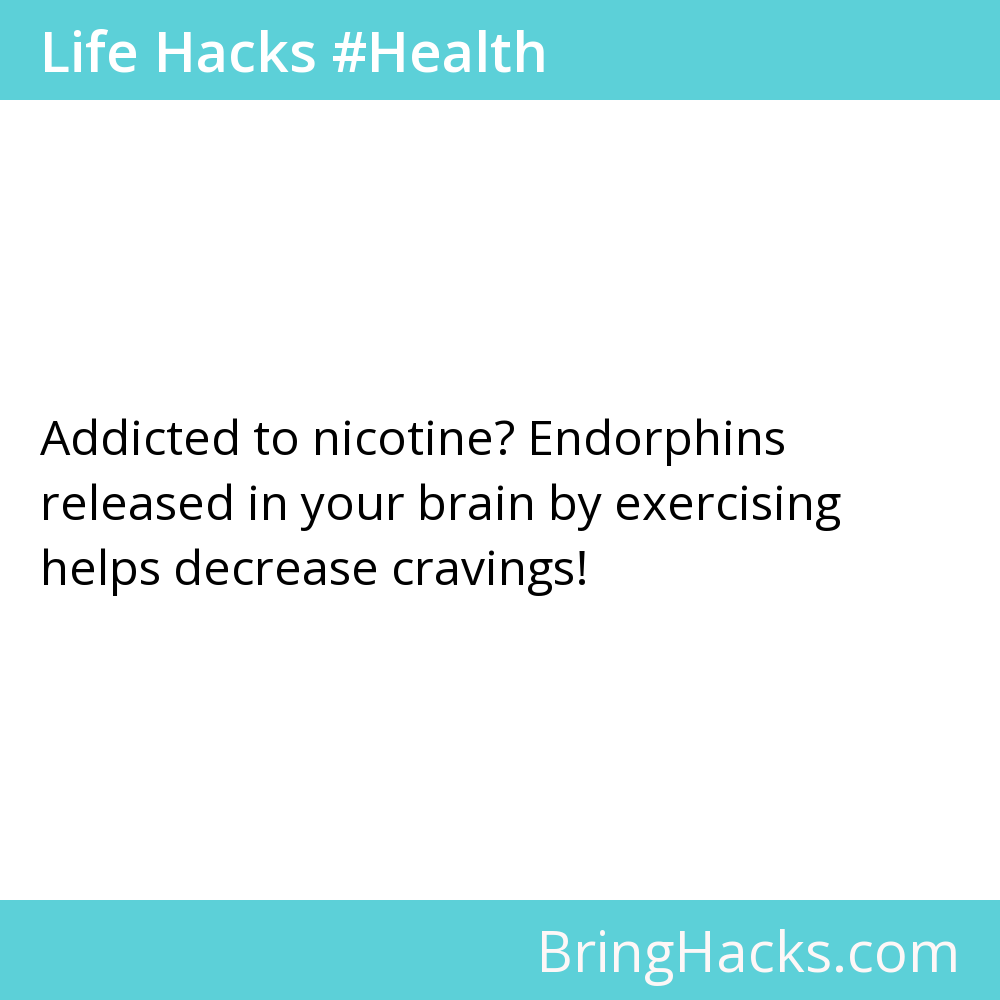 Life Hacks #Health
Addicted to nicotine? Endorphins
released in your brain by exercising
helps decrease cravings!
BringHacks.com